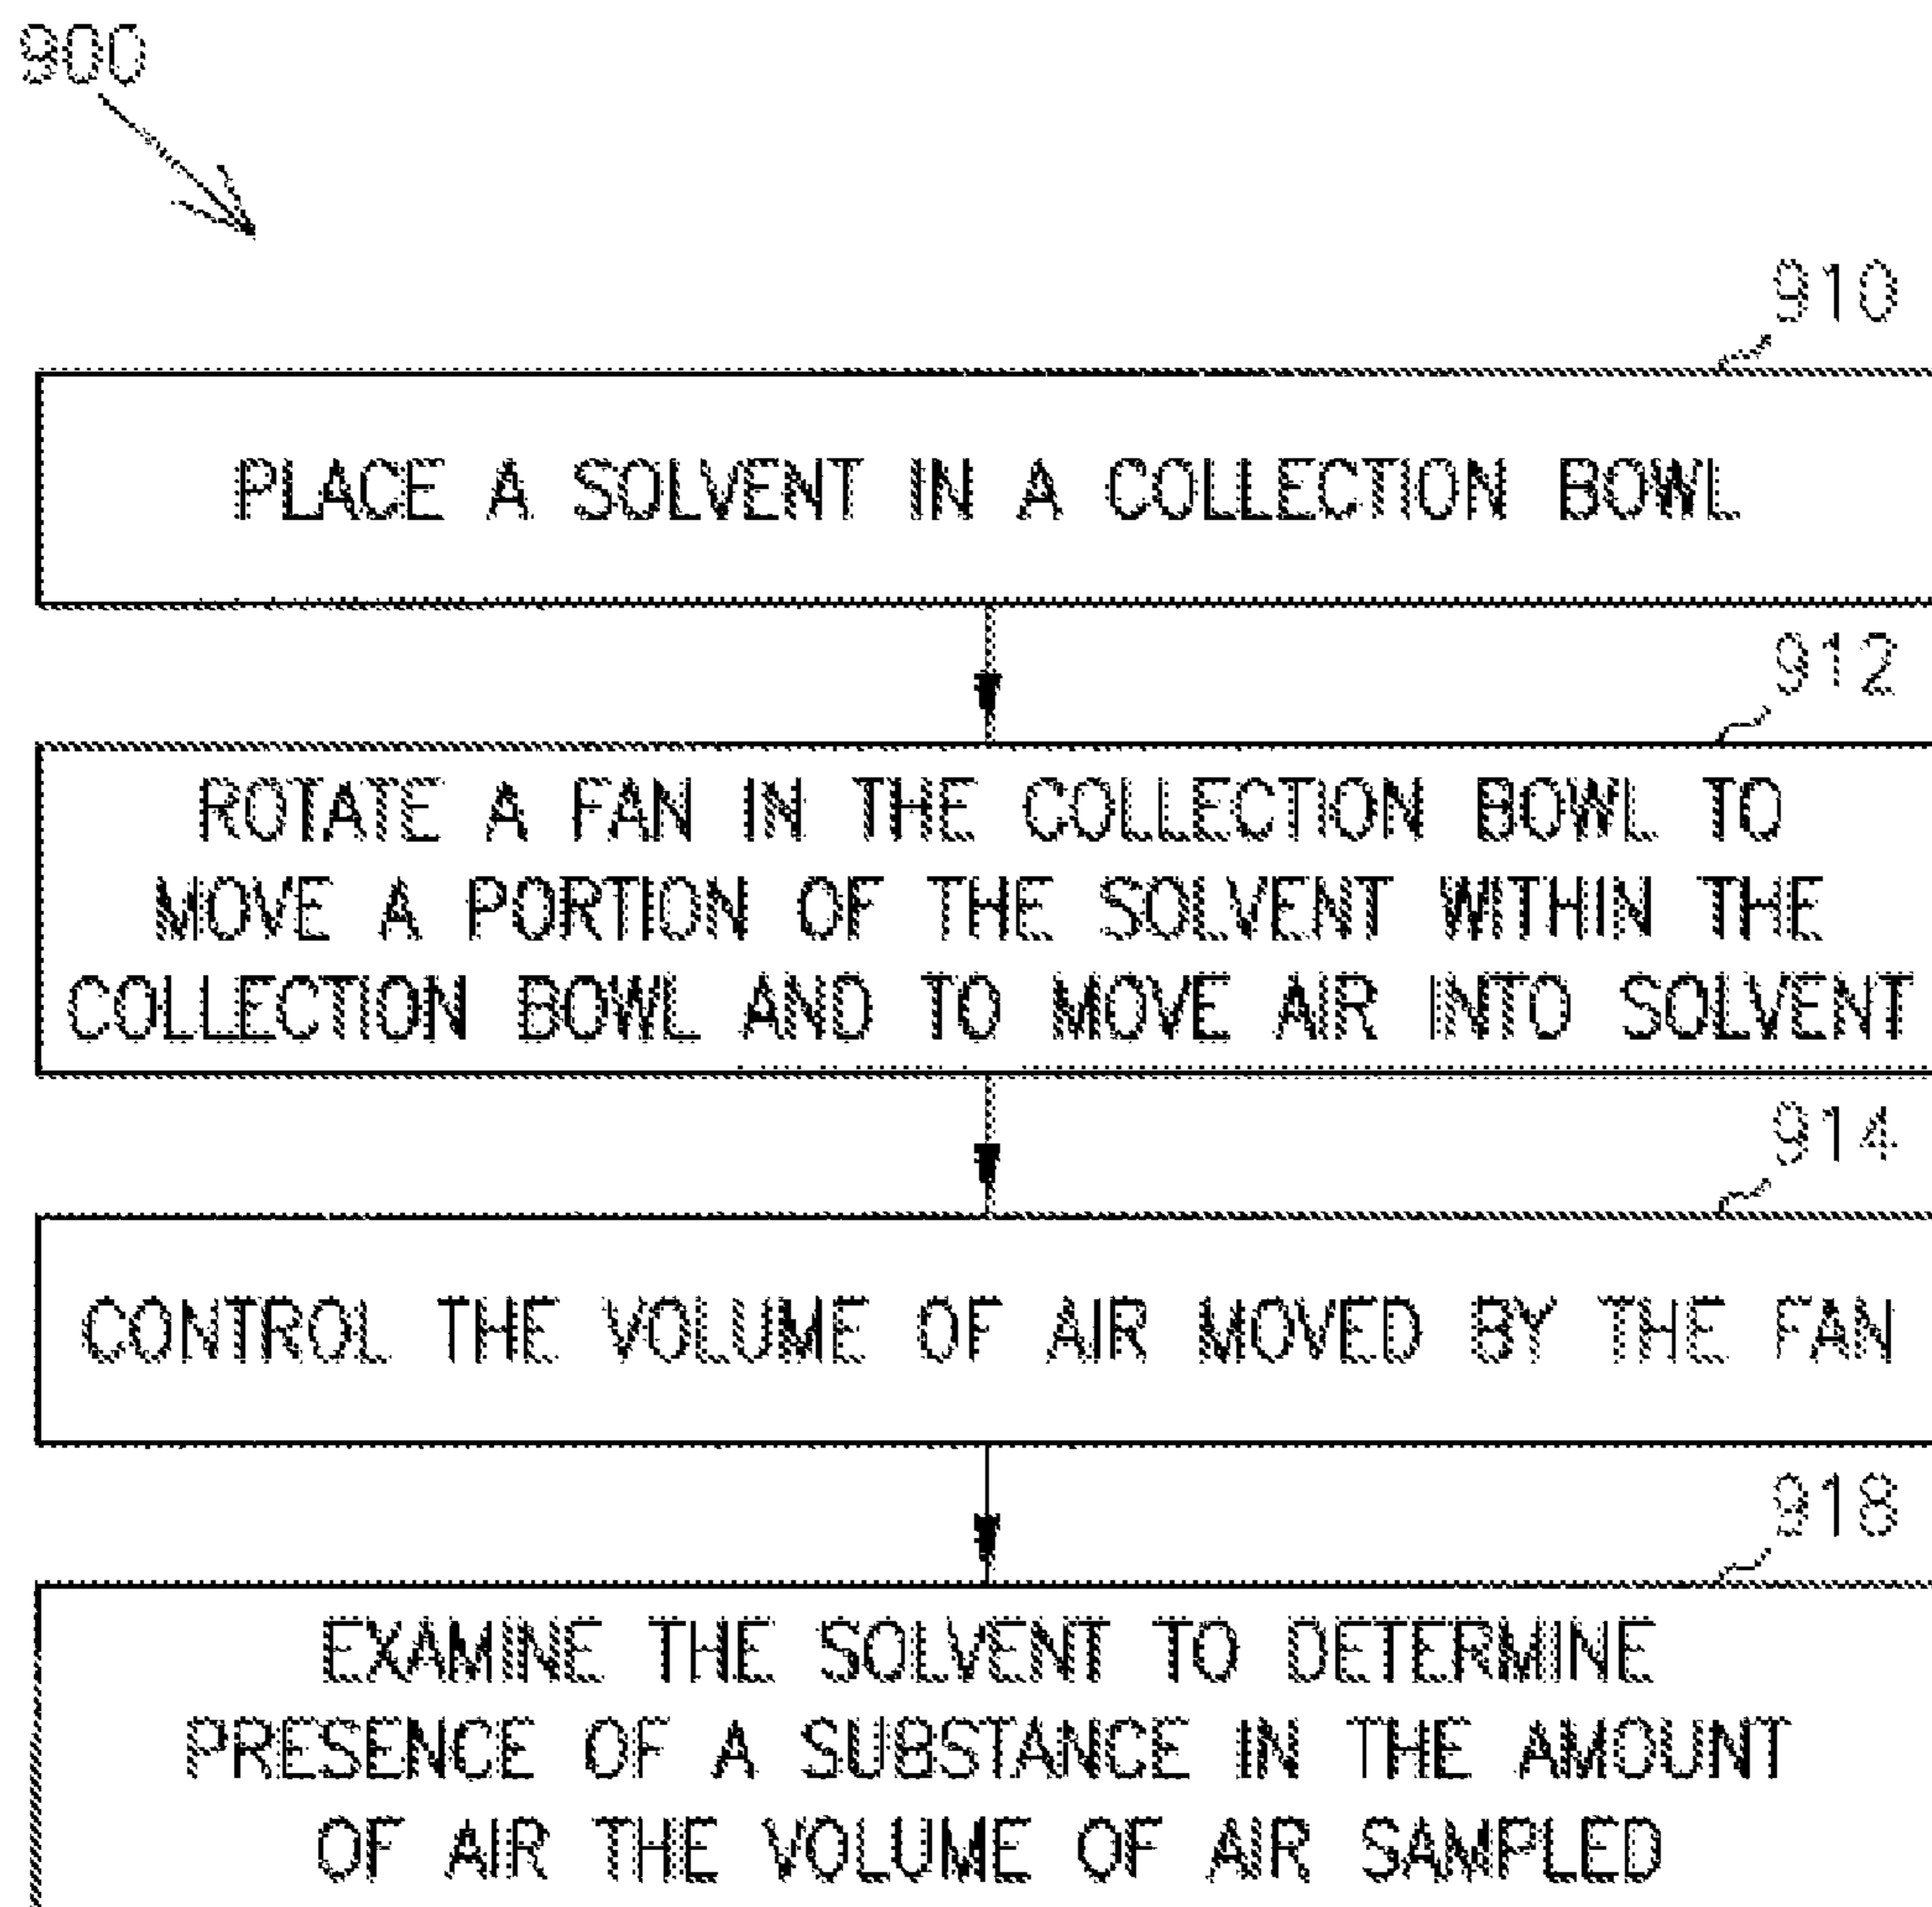 900
910
PLACE A SOLVENT IN A COLLECTION BOWL
912
ROTATE A FAN IN THE COLLECTION BOWL TO
MOVE A PORTION OF THE SOLVENT WITHIN THE
COLLECTION BOWL AND TO MOVE AIR INTO SOLVENT
914
CONTROL THE VOLUME OF AIR MOVED BY THE FAN
918
EXAMINE THE SOLVENT TO DETERMINE
PRESENCE OF A SUBSTANCE IN THE AMOUNT
OF AIR THE VOLUME OF AIR SAMPLED